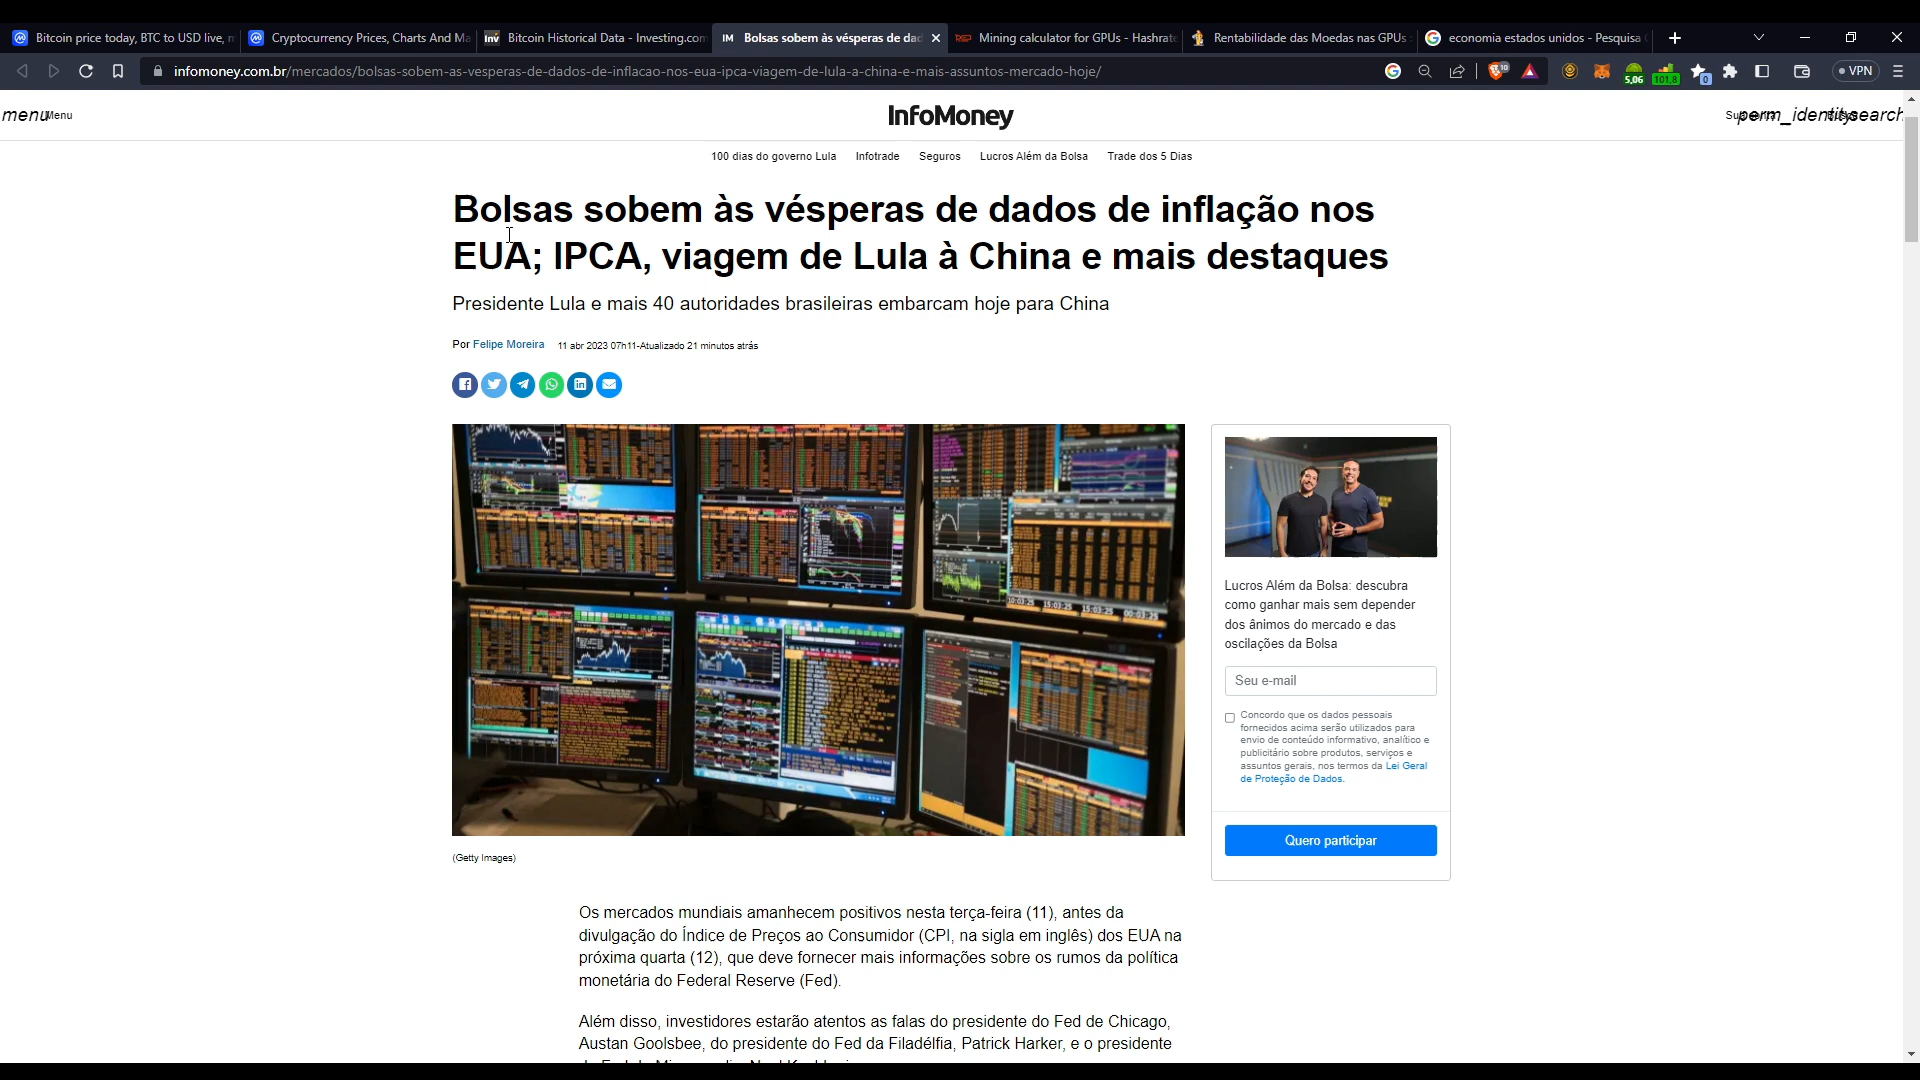 Bitcoin price today, BTC to USD live, m
Cryptocurrency Prices, Charts And Ma
Bitcoin Historical Data - Investing.com
Bolsas sobem às vésperas de dad
Mining calculator for GPUs - Hashrate
Rentabilidade das Moedas nas GPUs
economia estados unidos - Pesquisa
infomoney.com.br/mercados/bolsas-sobem-as-vesperas-de-dados-de-inflacao-nos-eua-ipca-viagem-de-lula-a-china-e-mais-assuntos-mercado-hoje/
10
5,06
101,8
0
VPN
menu
Menu
InfoMoney
perm_identity
search
100 dias do governo Lula
Infotrade
Seguros
Lucros Além da Bolsa
Trade dos 5 Dias
Bolsas sobem às vésperas de dados de inflação nos
EUA; IPCA, viagem de Lula à China e mais destaques
Presidente Lula e mais 40 autoridades brasileiras embarcam hoje para China
Por Felipe Moreira
11 abr 2023 07h11-Atualizado 21 minutos atrás
(Getty Images)
Lucros Além da Bolsa: descubra
como ganhar mais sem depender
dos ânimos do mercado e das
oscilações da Bolsa
Seu e-mail
Concordo que os dados pessoais
fornecidos acima serão utilizados para
envio de conteúdo informativo, analítico e
publicitário sobre produtos, serviços e
assuntos gerais, nos termos da Lei Geral
de Proteção de Dados.
Quero participar
Os mercados mundiais amanhecem positivos nesta terça-feira (11), antes da
divulgação do Índice de Preços ao Consumidor (CPI, na sigla em inglês) dos EUA na
próxima quarta (12), que deve fornecer mais informações sobre os rumos da política
monetária do Federal Reserve (Fed).
Além disso, investidores estarão atentos as falas do presidente do Fed de Chicago,
Austan Goolsbee, do presidente do Fed da Filadélfia, Patrick Harker, e o presidente